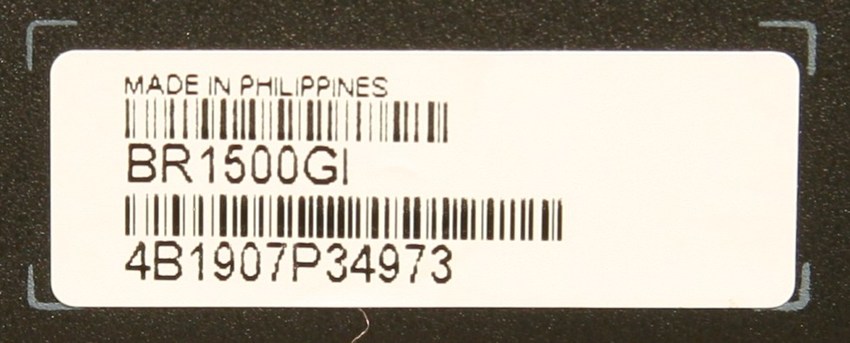 MADE IN PHILIPPINES
BR1500GI
4B1907P34973